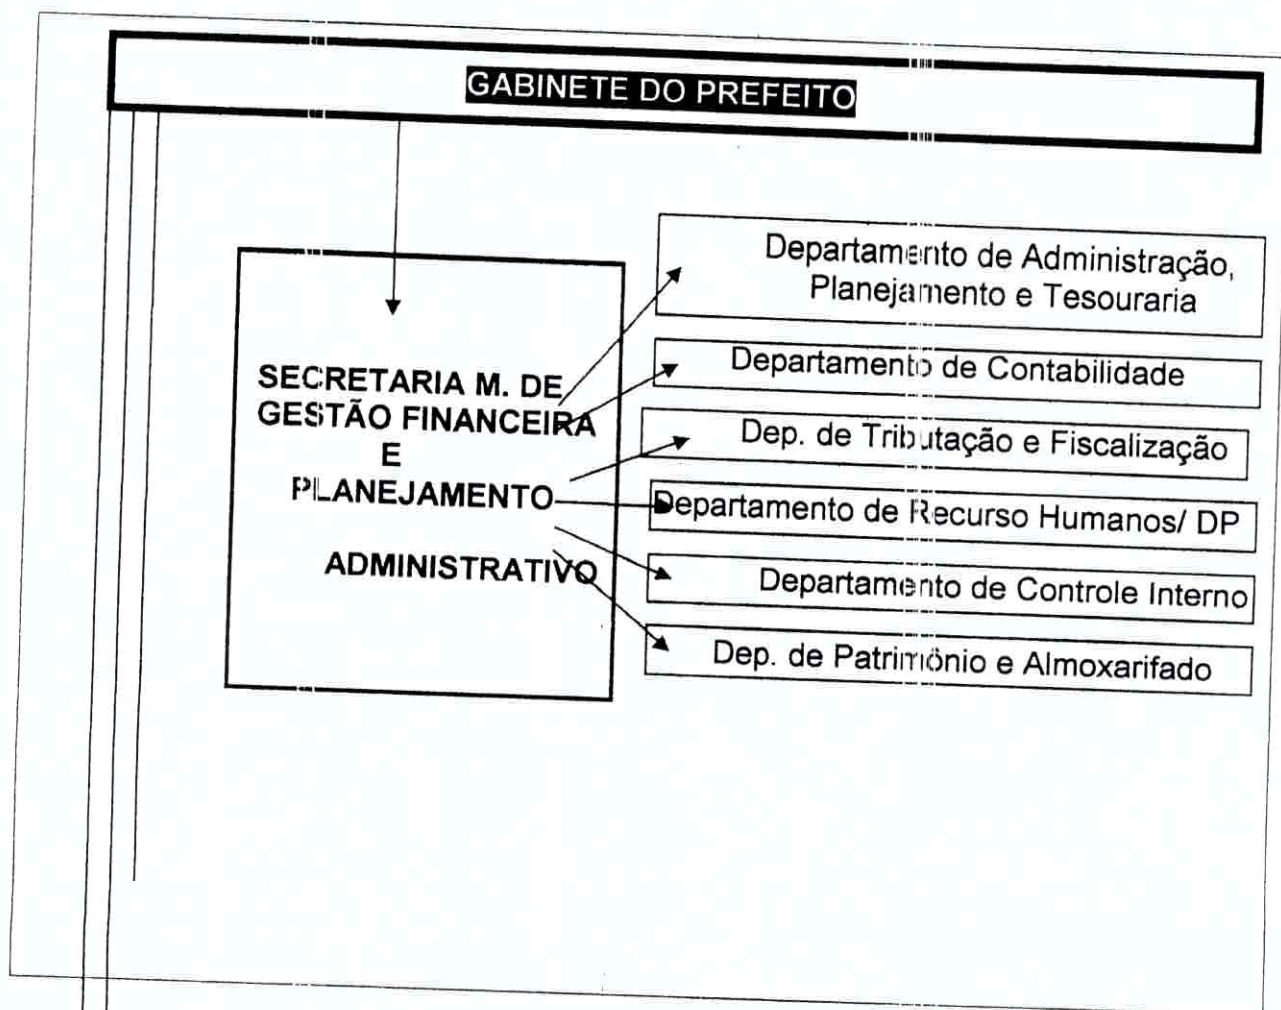 GABINETE DO PREFEITO
SECRETARIA M. DE
GESTÃO FINANCEIRA
E
PLANEJAMENTO
ADMINISTRATIVO
Departamento de Administração,
Planejamento e Tesouraria
Departamento de Contabilidade
Dep. de Tributação e Fiscalização
Departamento de Recurso Humanos/ DP
Departamento de Controle Interno
Dep. de Patrimônio e Almoxarifado